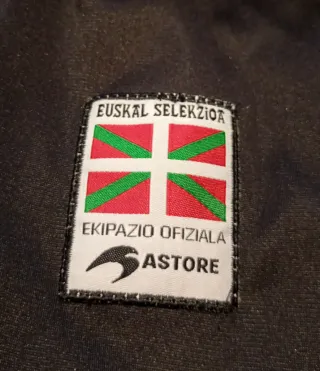 EUSKAL SELEKZIOA
EKIPAZIO OFIZIALA
ASTORE